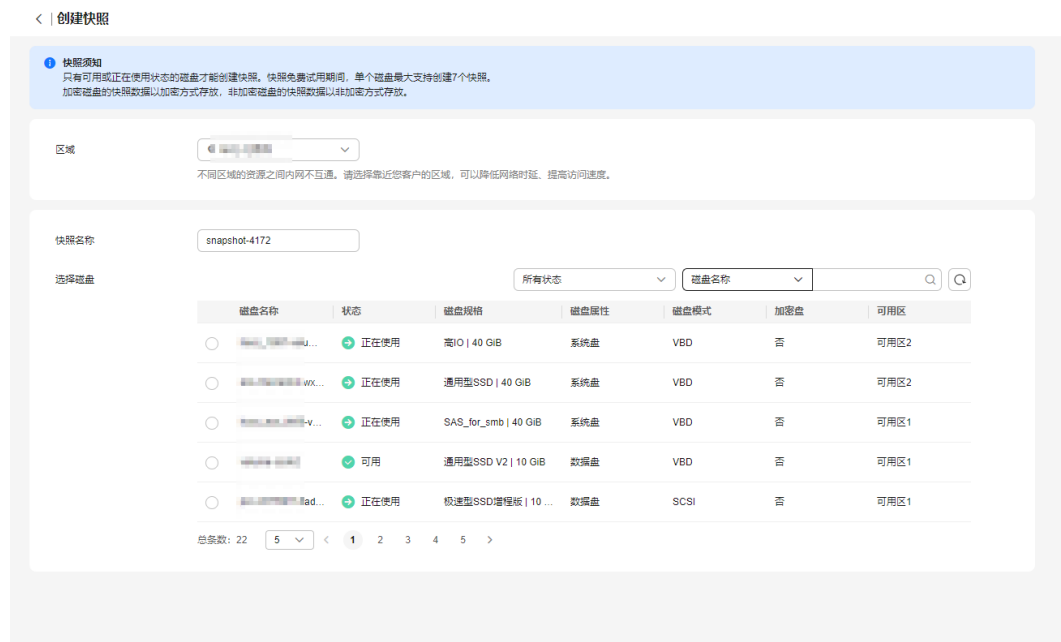 创建快照
快照须知
只有可用或正在使用状态的磁盘才能创建快照。快照免费试用期间，单个磁盘最大支持创建7个快照。
加密磁盘的快照数据以加密方式存放，非加密磁盘的快照数据以非加密方式存放。
区域
不同区域的资源之间内网不互通。请选择靠近您客户的区域，可以降低网络时延、提高访问速度。
快照名称 snapshot-4172
选择磁盘 所有状态 磁盘名称
磁盘名称 状态 磁盘规格 磁盘属性 磁盘模式 加密盘 可用区
u... 正在使用 高IO | 40 GiB 系统盘 VBD 否 可用区2
wx... 正在使用 通用型SSD | 40 GiB 系统盘 VBD 否 可用区2
-v... 正在使用 SAS_for_smb | 40 GiB 系统盘 VBD 否 可用区1
可用 通用型SSD V2 | 10 GiB 数据盘 VBD 否 可用区1
ad... 正在使用 极速型SSD增程版 | 10 ... 数据盘 SCSI 否 可用区1
总条数：22 5 1 2 3 4 5